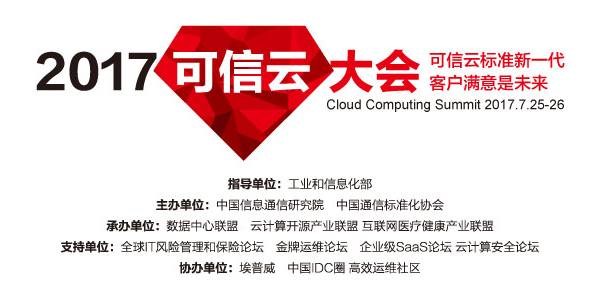 2017可信云大会
可信云标准新一代
客户满意是未来
Cloud Computing Summit 2017.7.25-26
指导单位：工业和信息化部
主办单位：中国信息通信研究院 中国通信标准化协会
承办单位：数据中心联盟 云计算开源产业联盟 互联网医疗健康产业联盟
支持单位：全球IT风险管理和保险论坛 金牌运维论坛 企业级SaaS论坛 云计算安全论坛
协办单位：埃普威 中国IDC圈 高效运维社区